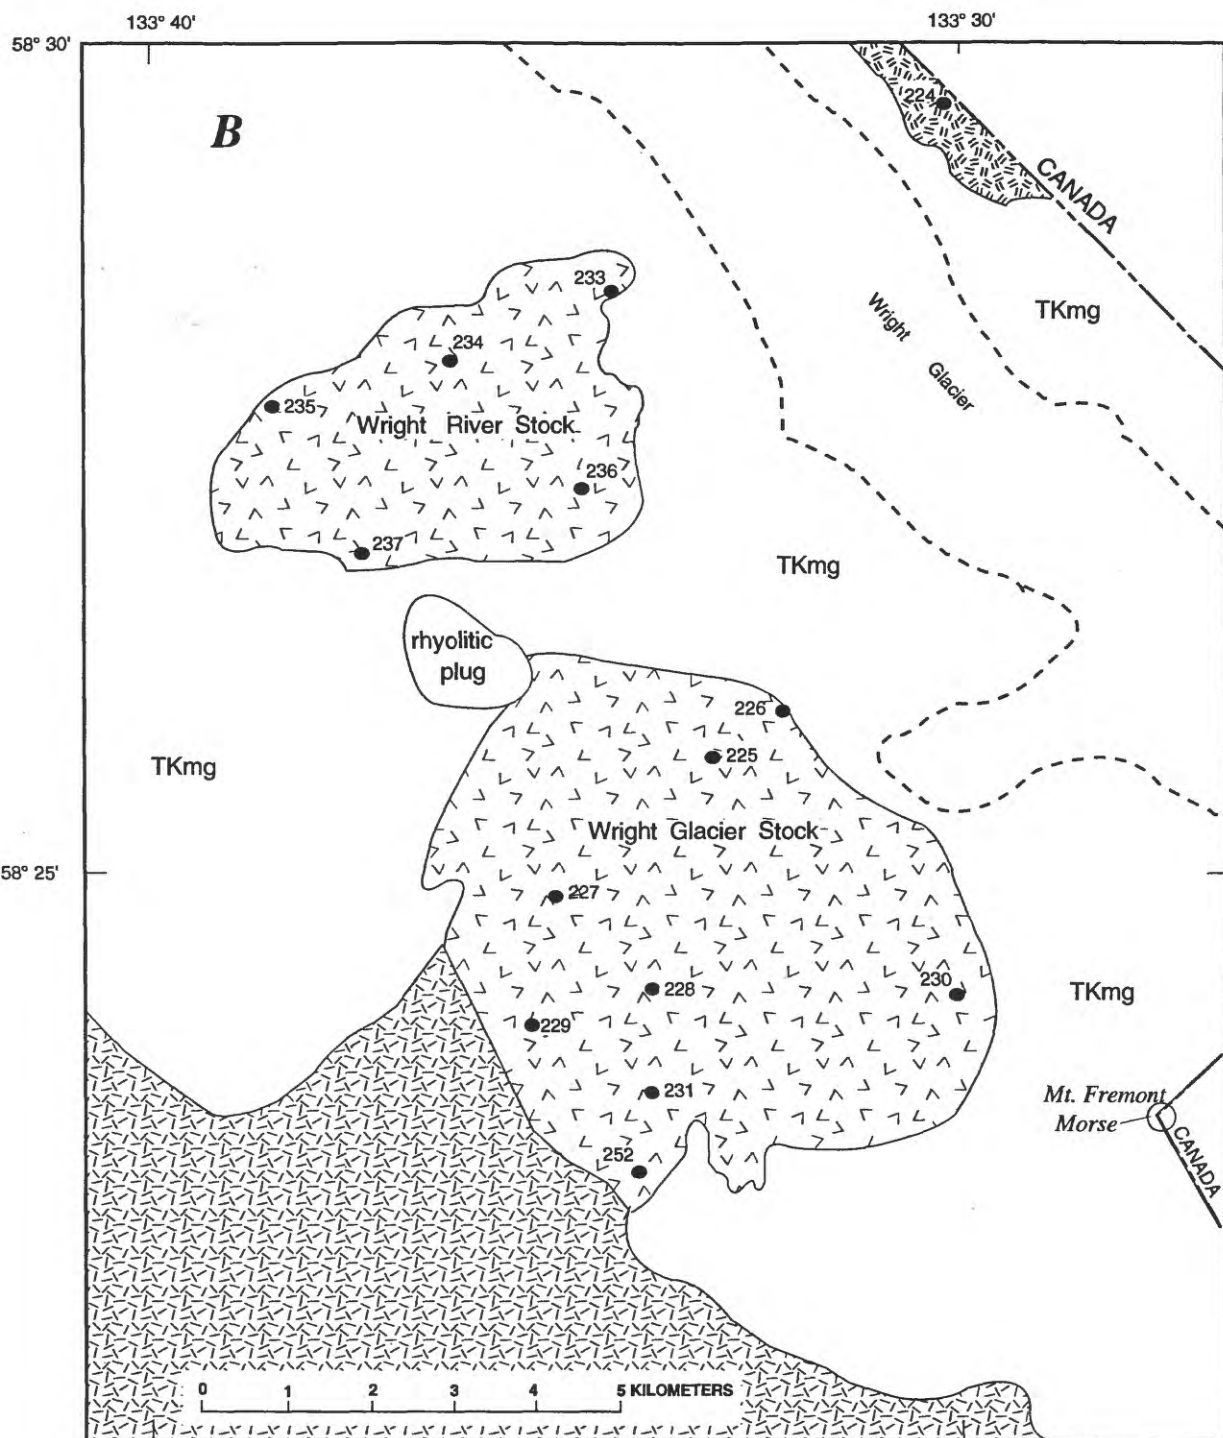 133° 40'
133° 30'
58° 30'
B
224
CANADA
233
TKmg
Wright Glacier
234
235
Wright River Stock
236
237
TKmg
rhyolitic
plug
226
225
TKmg
Wright Glacier Stock
58° 25'
227
228
230
TKmg
229
231
Mt. Fremont
Morse
CANADA
252
0 1 2 3 4 5 KILOMETERS